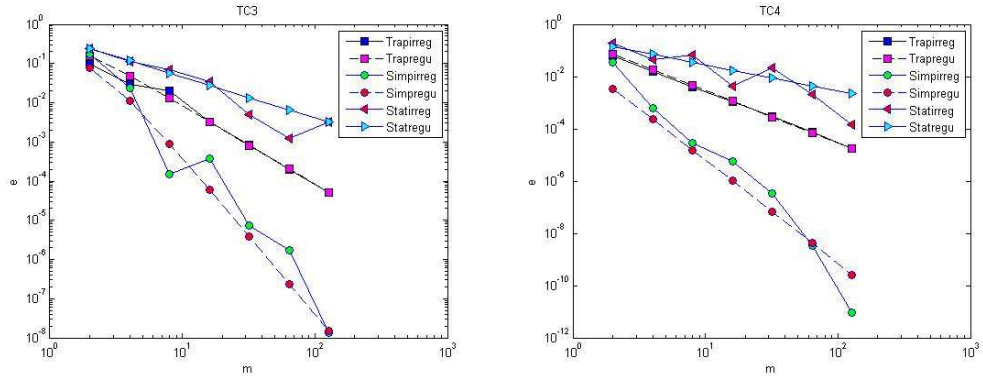 TC3
10^0
10^-1
10^-2
10^-3
10^-4
10^-5
10^-6
10^-7
10^-8
e
10^0
10^1
10^2
10^3
m
Trapirreg
Trapregu
Simpirreg
Simpregu
Statirreg
Statregu
TC4
10^0
10^-2
10^-4
10^-6
10^-8
10^-10
10^-12
e
10^0
10^1
10^2
10^3
m
Trapirreg
Trapregu
Simpirreg
Simpregu
Statirreg
Statregu